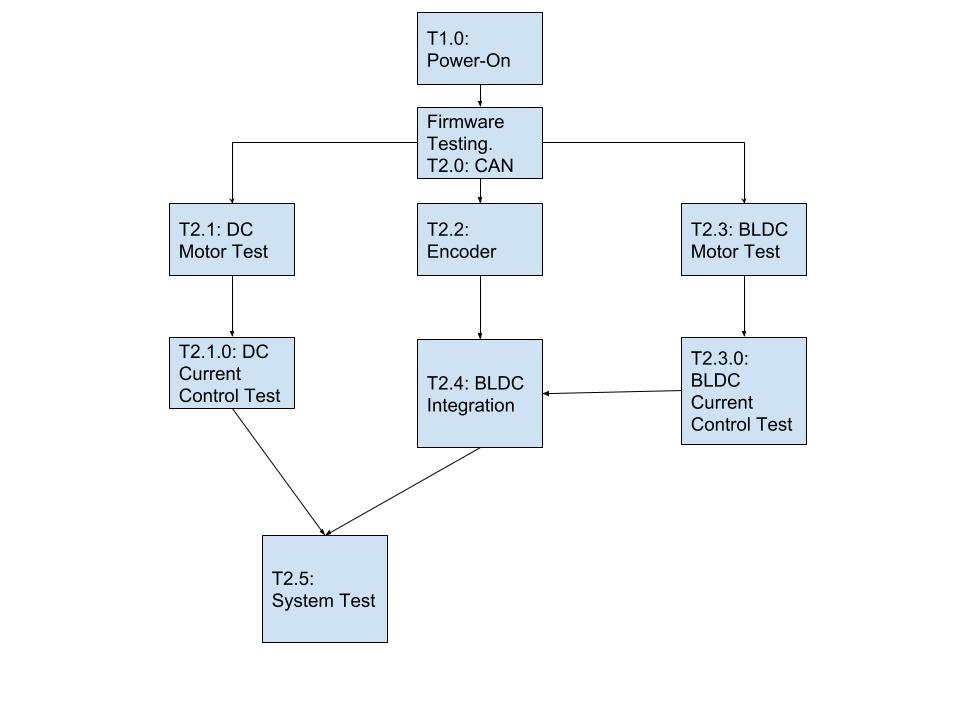 T1.0:
Power-On
Firmware
Testing.
T2.0: CAN
T2.1: DC
Motor Test
T2.2:
Encoder
T2.3: BLDC
Motor Test
T2.1.0: DC
Current
Control Test
T2.4: BLDC
Integration
T2.3.0:
BLDC
Current
Control Test
T2.5:
System Test